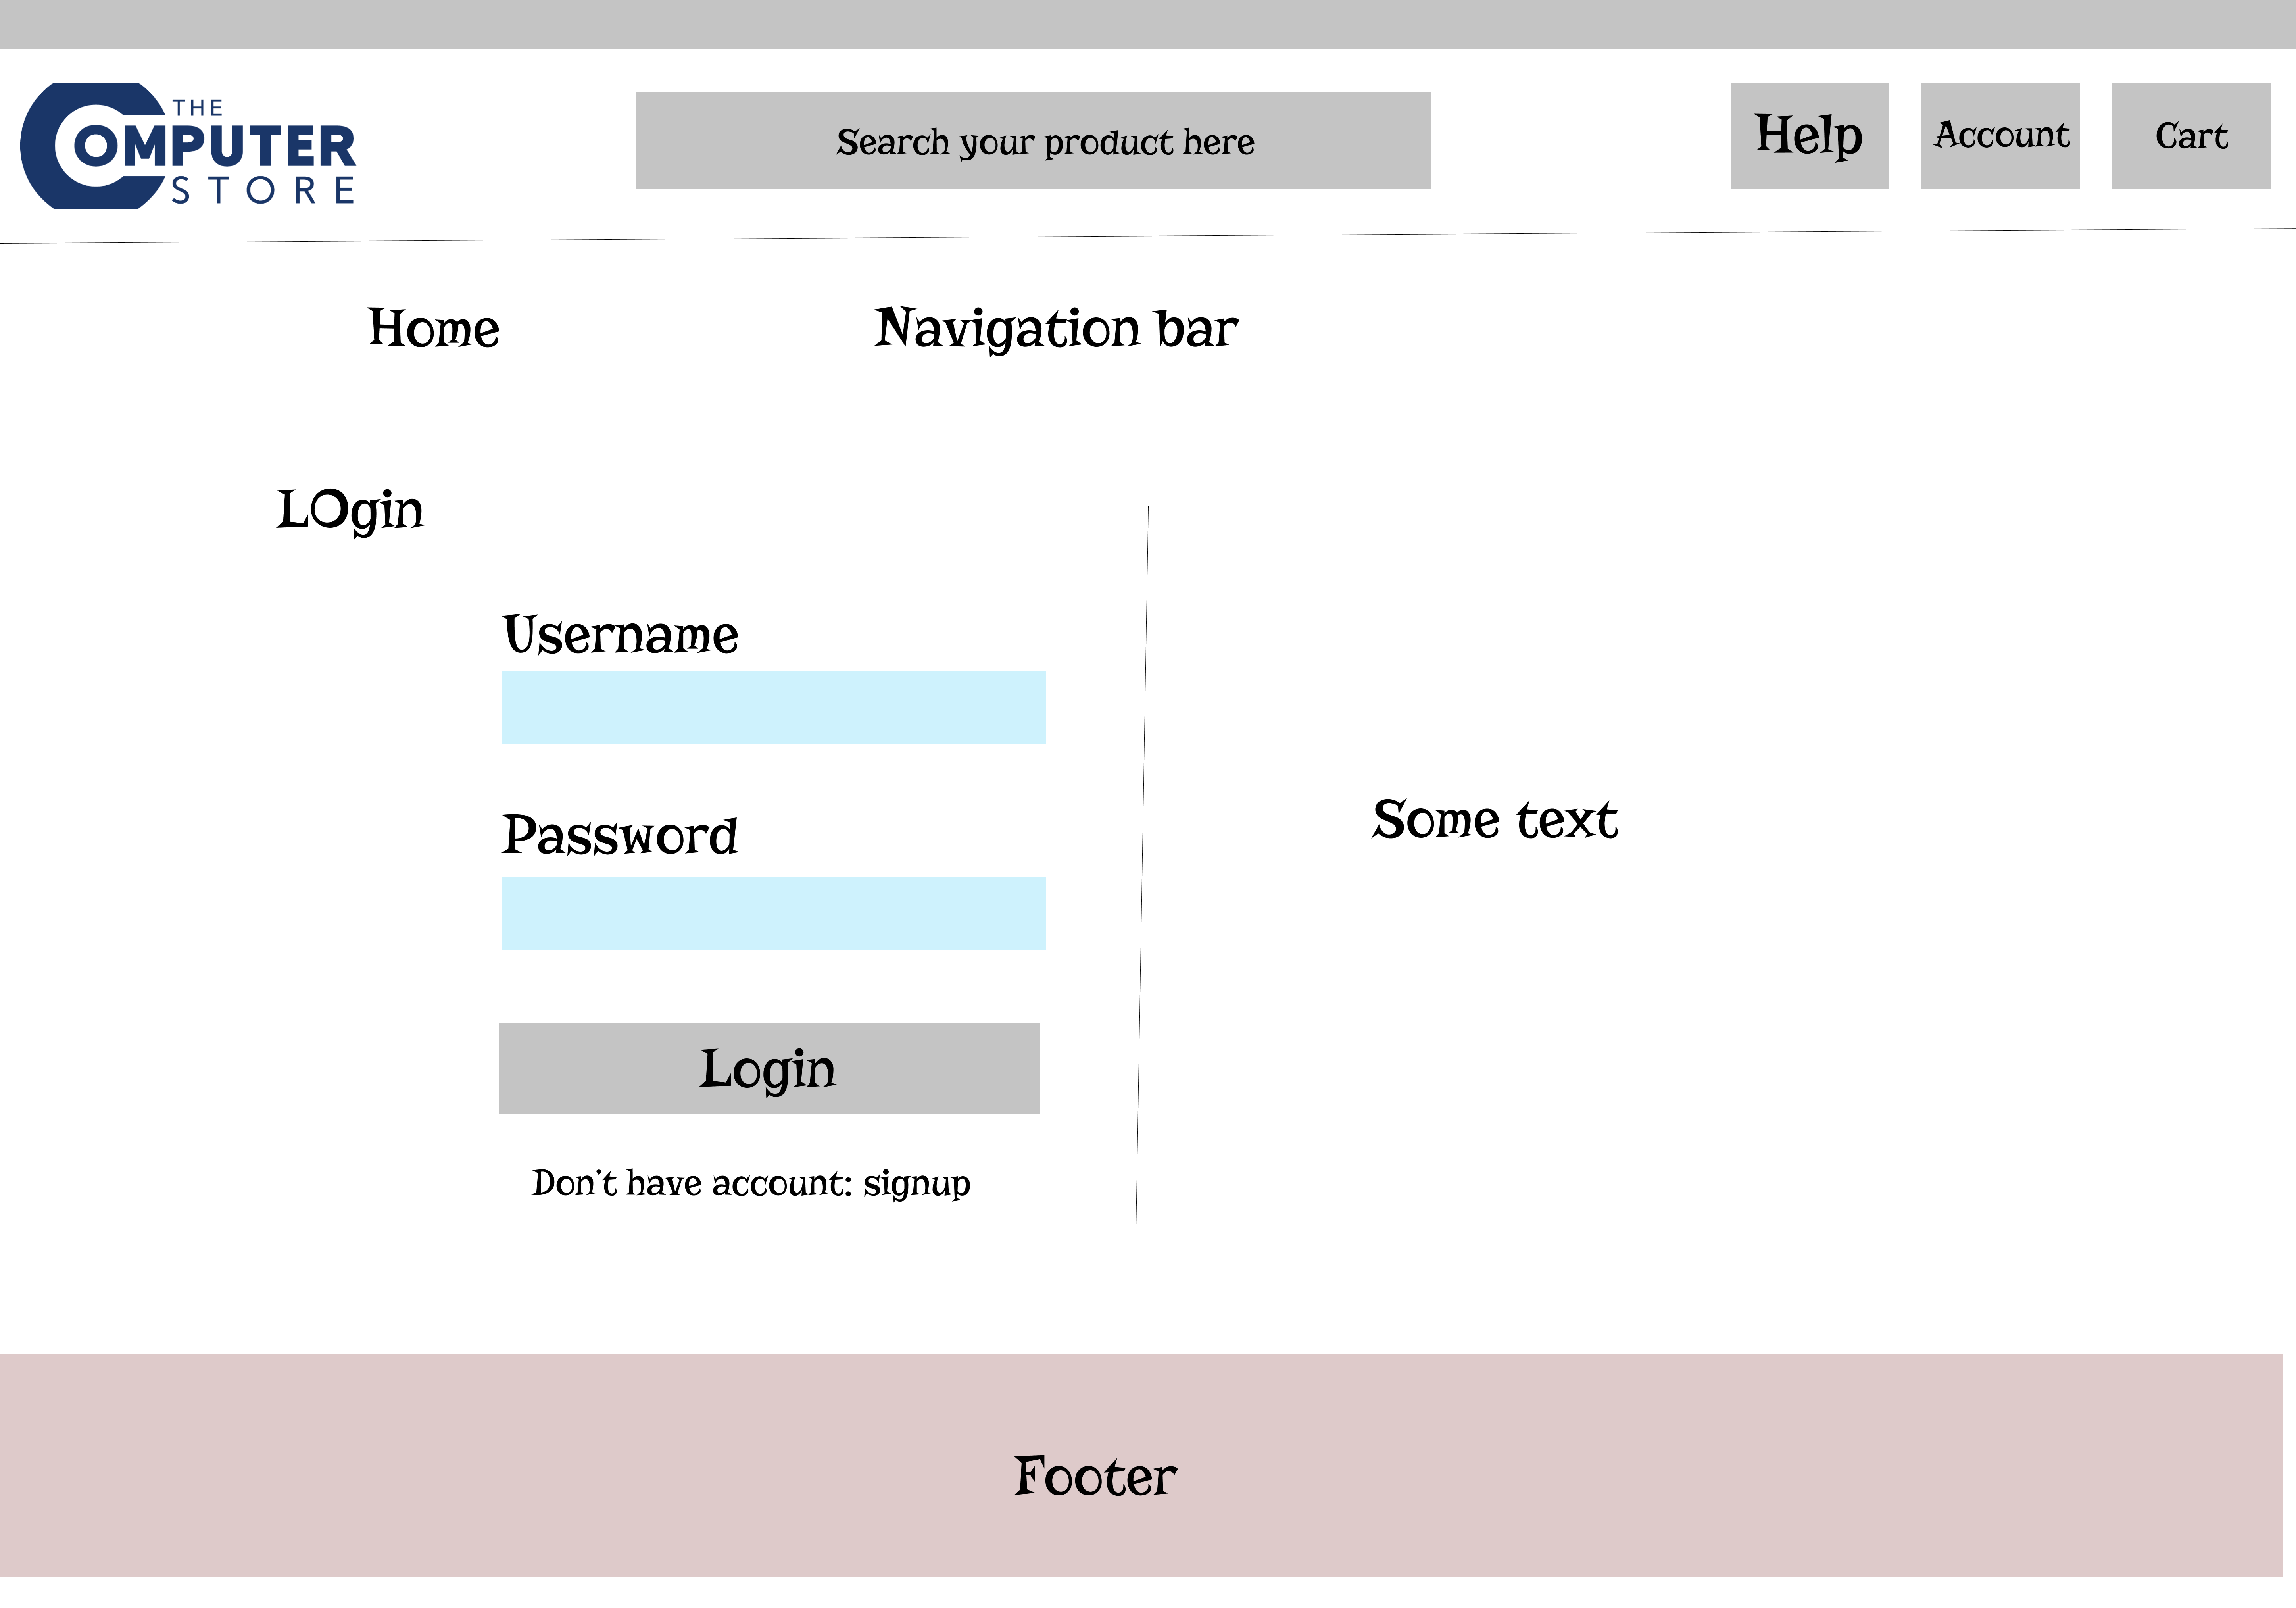 THE
COMPUTER
STORE
Search your product here
Help
Account
Cart
Home
Navigation bar
LOgin
Username
Password
Some text
Login
Don't have account: signup
Footer